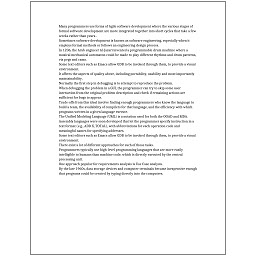 Many programmers use forms of Agile software development where the various stages of
formal software development are more integrated together into short cycles that take a few
weeks rather than years.
Sometimes software development is known as software engineering, especially when it
employs formal methods or follows an engineering design process.
In 1206, the Arab engineer Al-Jazari invented a programmable drum machine where a
musical mechanical automaton could be made to play different rhythms and drum patterns,
via pegs and cams.
Some text editors such as Emacs allow GDB to be invoked through them, to provide a visual
environment.
It affects the aspects of quality above, including portability, usability and most importantly
maintainability.
Normally the first step in debugging is to attempt to reproduce the problem.
When debugging the problem in a GUI, the programmer can try to skip some user
interaction from the original problem description and check if remaining actions are
sufficient for bugs to appear.
Trade-offs from this ideal involve finding enough programmers who know the language to
build a team, the availability of compilers for that language, and the efficiency with which
programs written in a given language execute.
The Unified Modeling Language (UML) is a notation used for both the OOAD and MDA.
Assembly languages were soon developed that let the programmer specify instruction in a
text format (e.g., ADD X, TOTAL), with abbreviations for each operation code and
meaningful names for specifying addresses.
Some text editors such as Emacs allow GDB to be invoked through them, to provide a visual
environment.
There exist a lot of different approaches for each of those tasks.
Programmers typically use high-level programming languages that are more easily
intelligible to humans than machine code, which is directly executed by the central
processing unit.
One approach popular for requirements analysis is Use Case analysis.
By the late 1960s, data storage devices and computer terminals became inexpensive enough
that programs could be created by typing directly into the computers.